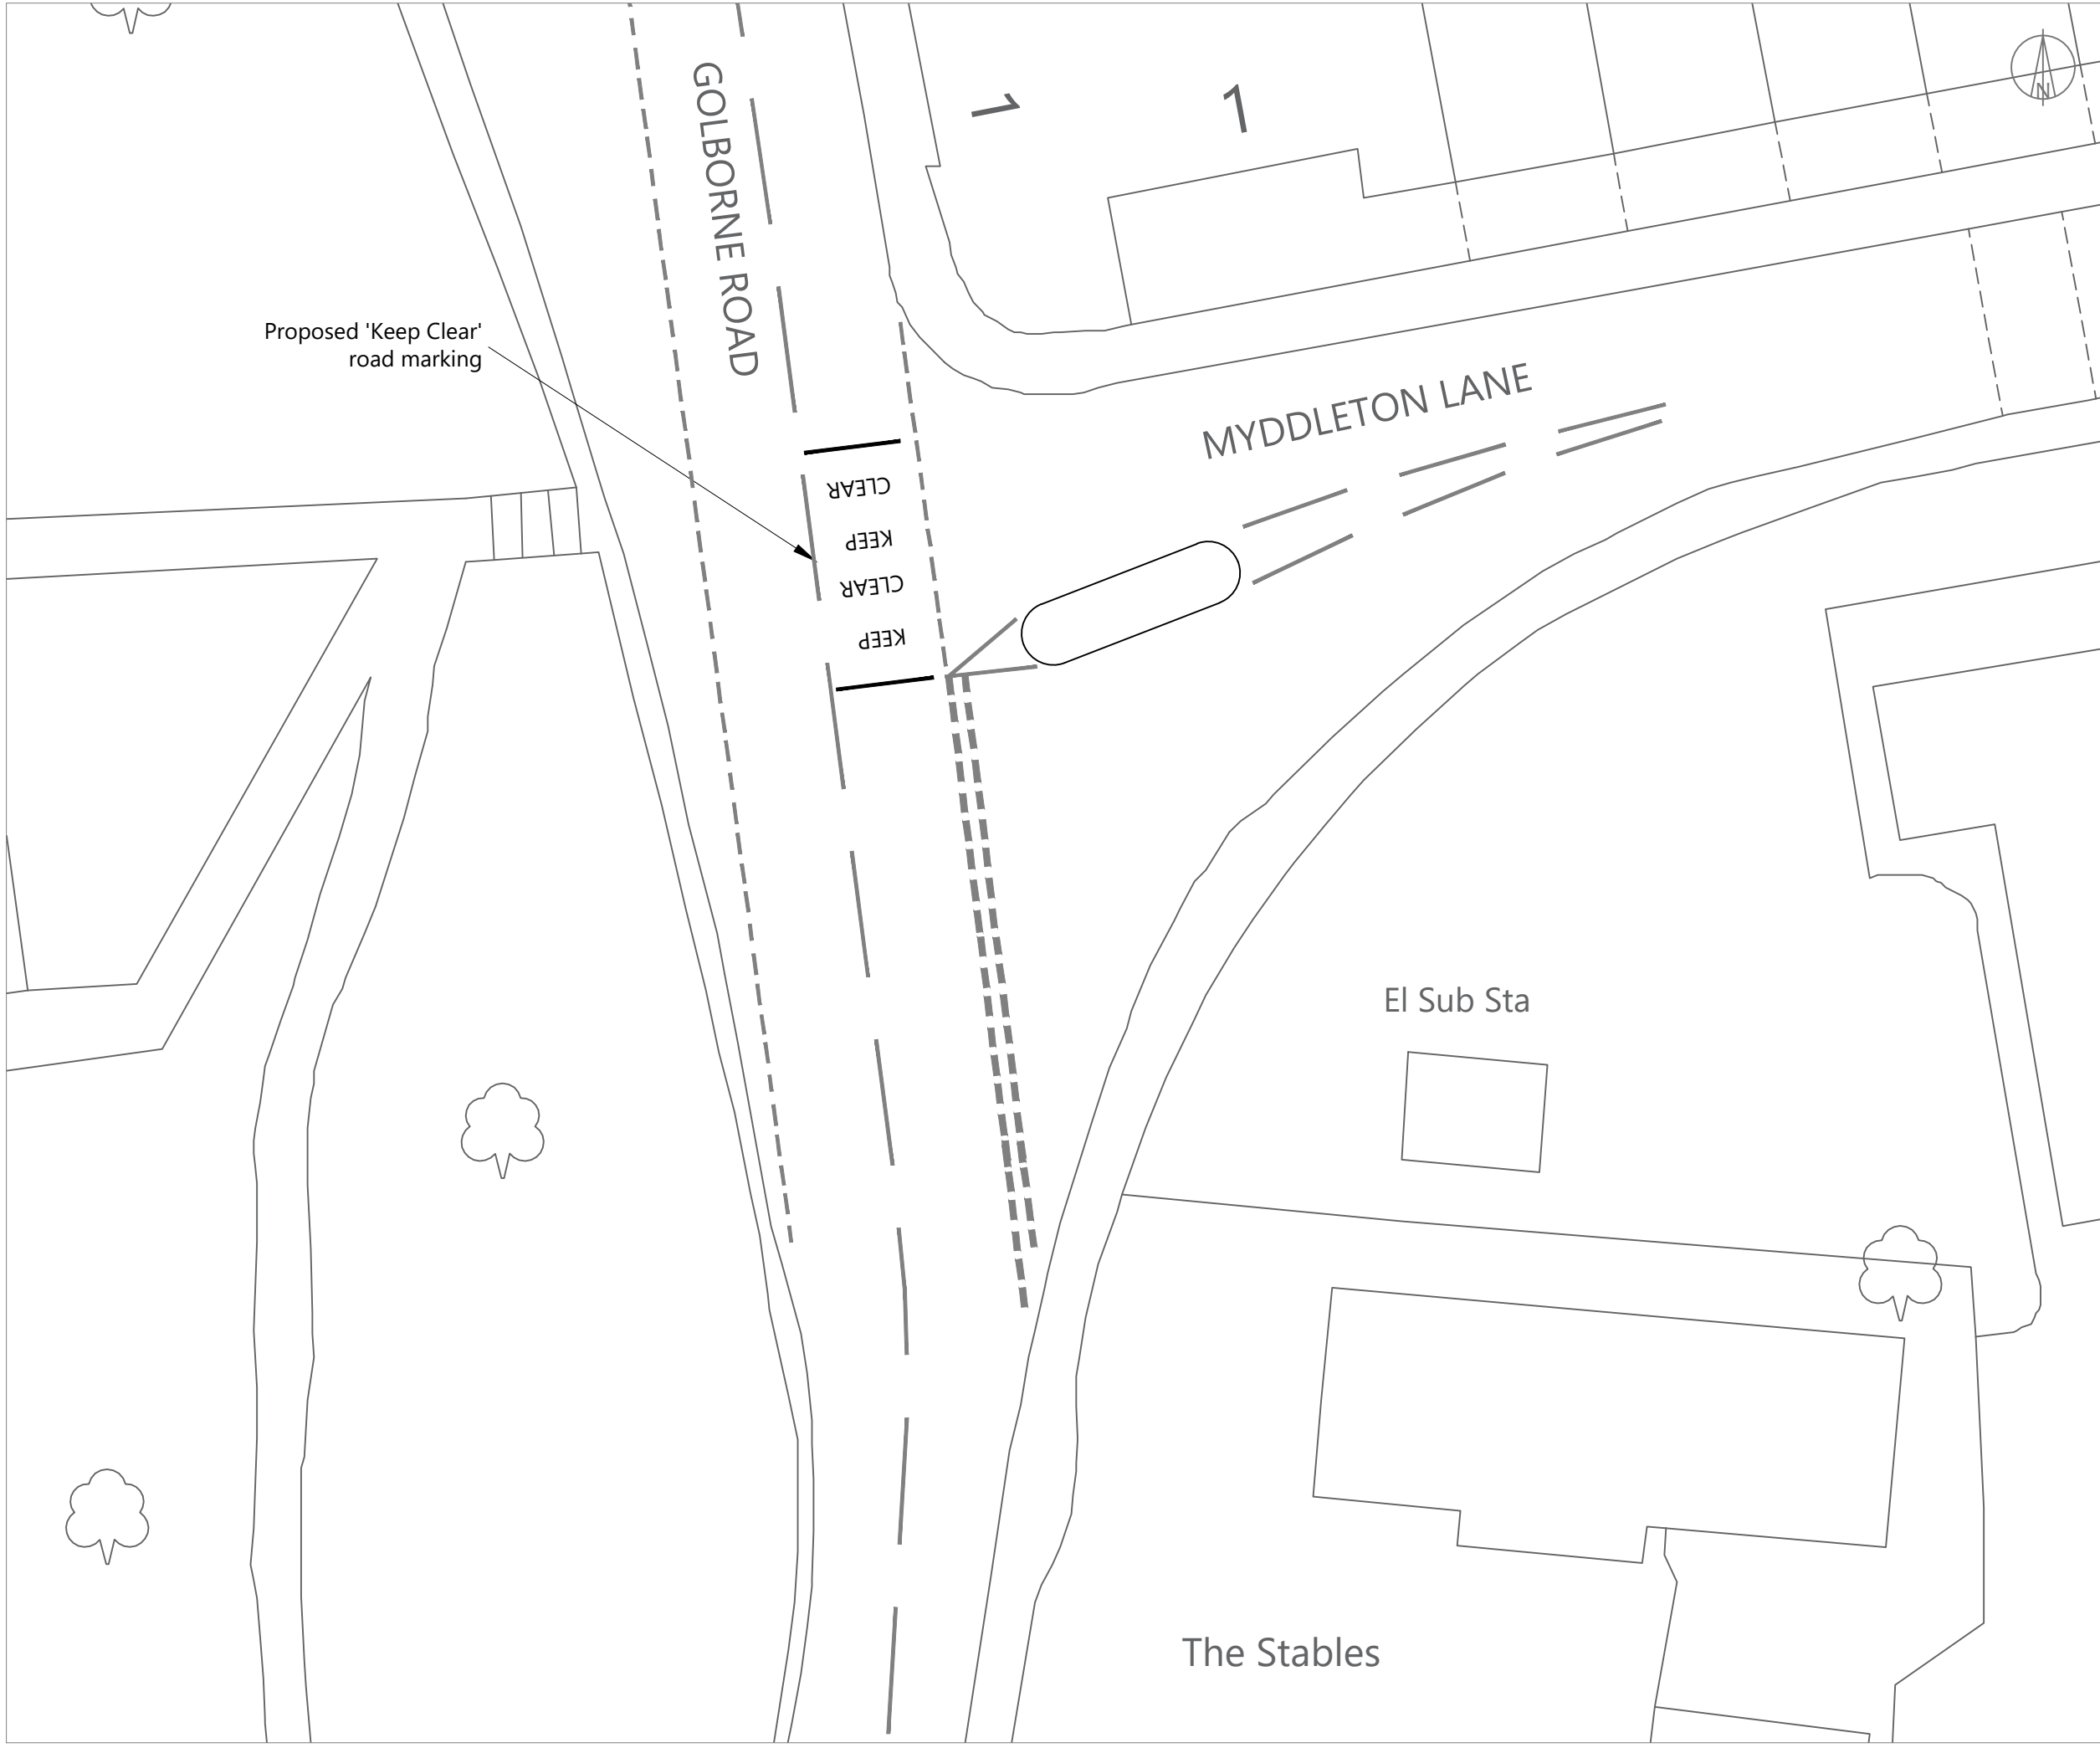 GOLBORNE ROAD
1
1
N
Proposed 'Keep Clear'
road marking
MYDDLETON LANE
CLEAR
KEEP
CLEAR
KEEP
El Sub Sta
The Stables